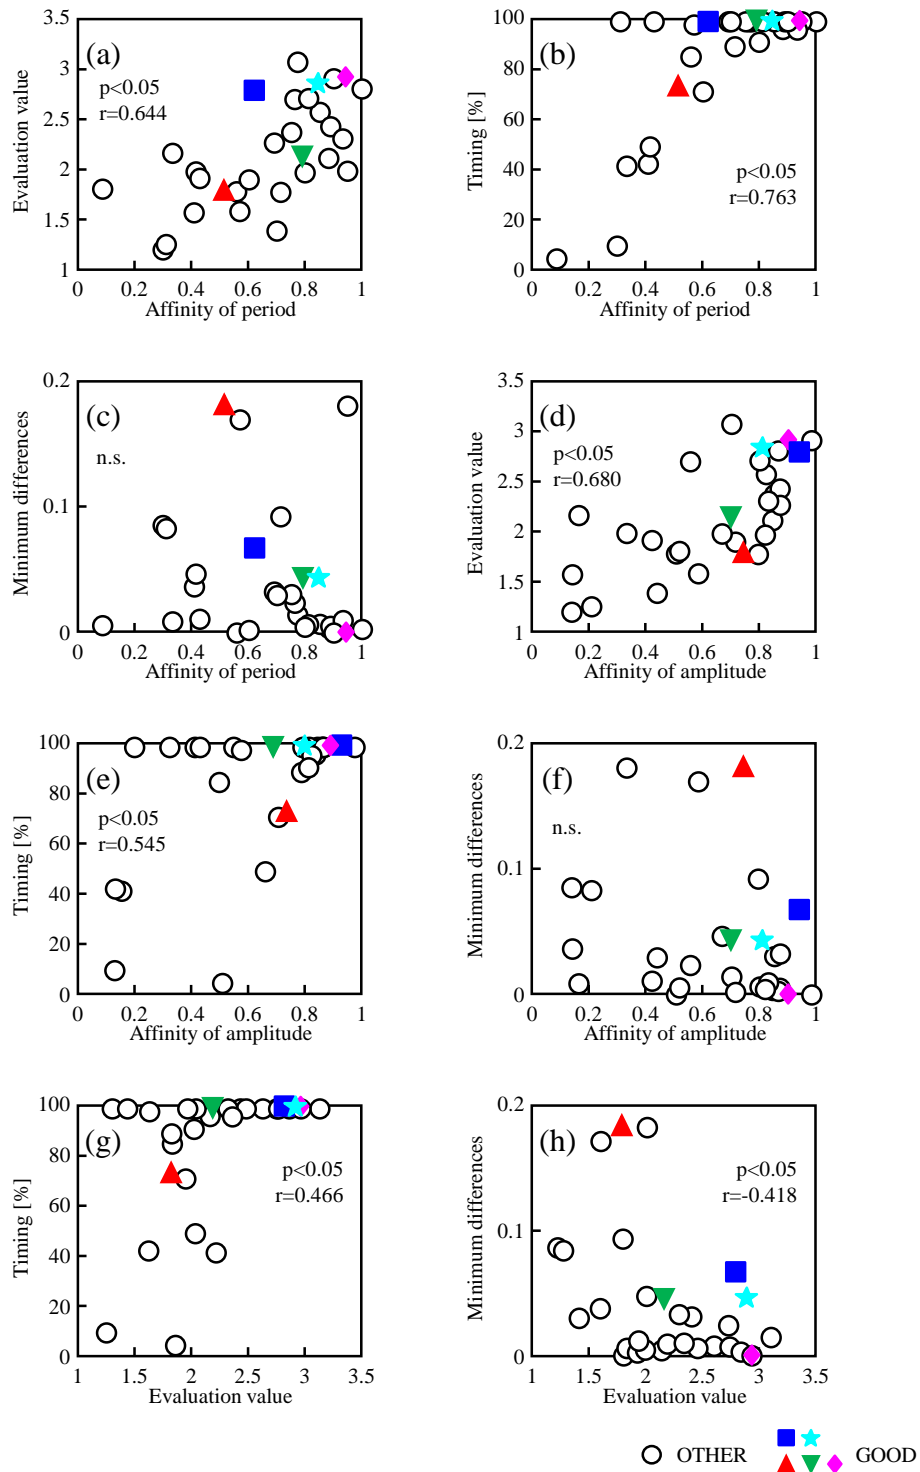 (a)
p<0.05
r=0.644
Evaluation value
3.5
3
2.5
2
1.5
1
0 0.2 0.4 0.6 0.8 1
Affinity of period
(b)
p<0.05
r=0.763
Timing [%]
100
80
60
40
20
0
0 0.2 0.4 0.6 0.8 1
Affinity of period
(c)
n.s.
Minimum differences
0.2
0.1
0
0 0.2 0.4 0.6 0.8 1
Affinity of period
(d)
p<0.05
r=0.680
Evaluation value
3.5
3
2.5
2
1.5
1
0 0.2 0.4 0.6 0.8 1
Affinity of amplitude
(e)
p<0.05
r=0.545
Timing [%]
100
80
60
40
20
0
0 0.2 0.4 0.6 0.8 1
Affinity of amplitude
(f)
n.s.
Minimum differences
0.2
0.1
0
0 0.2 0.4 0.6 0.8 1
Affinity of amplitude
(g)
p<0.05
r=0.466
Timing [%]
100
80
60
40
20
0
1 1.5 2 2.5 3 3.5
Evaluation value
(h)
p<0.05
r=-0.418
Minimum differences
0.2
0.1
0
1 1.5 2 2.5 3 3.5
Evaluation value
OTHER GOOD